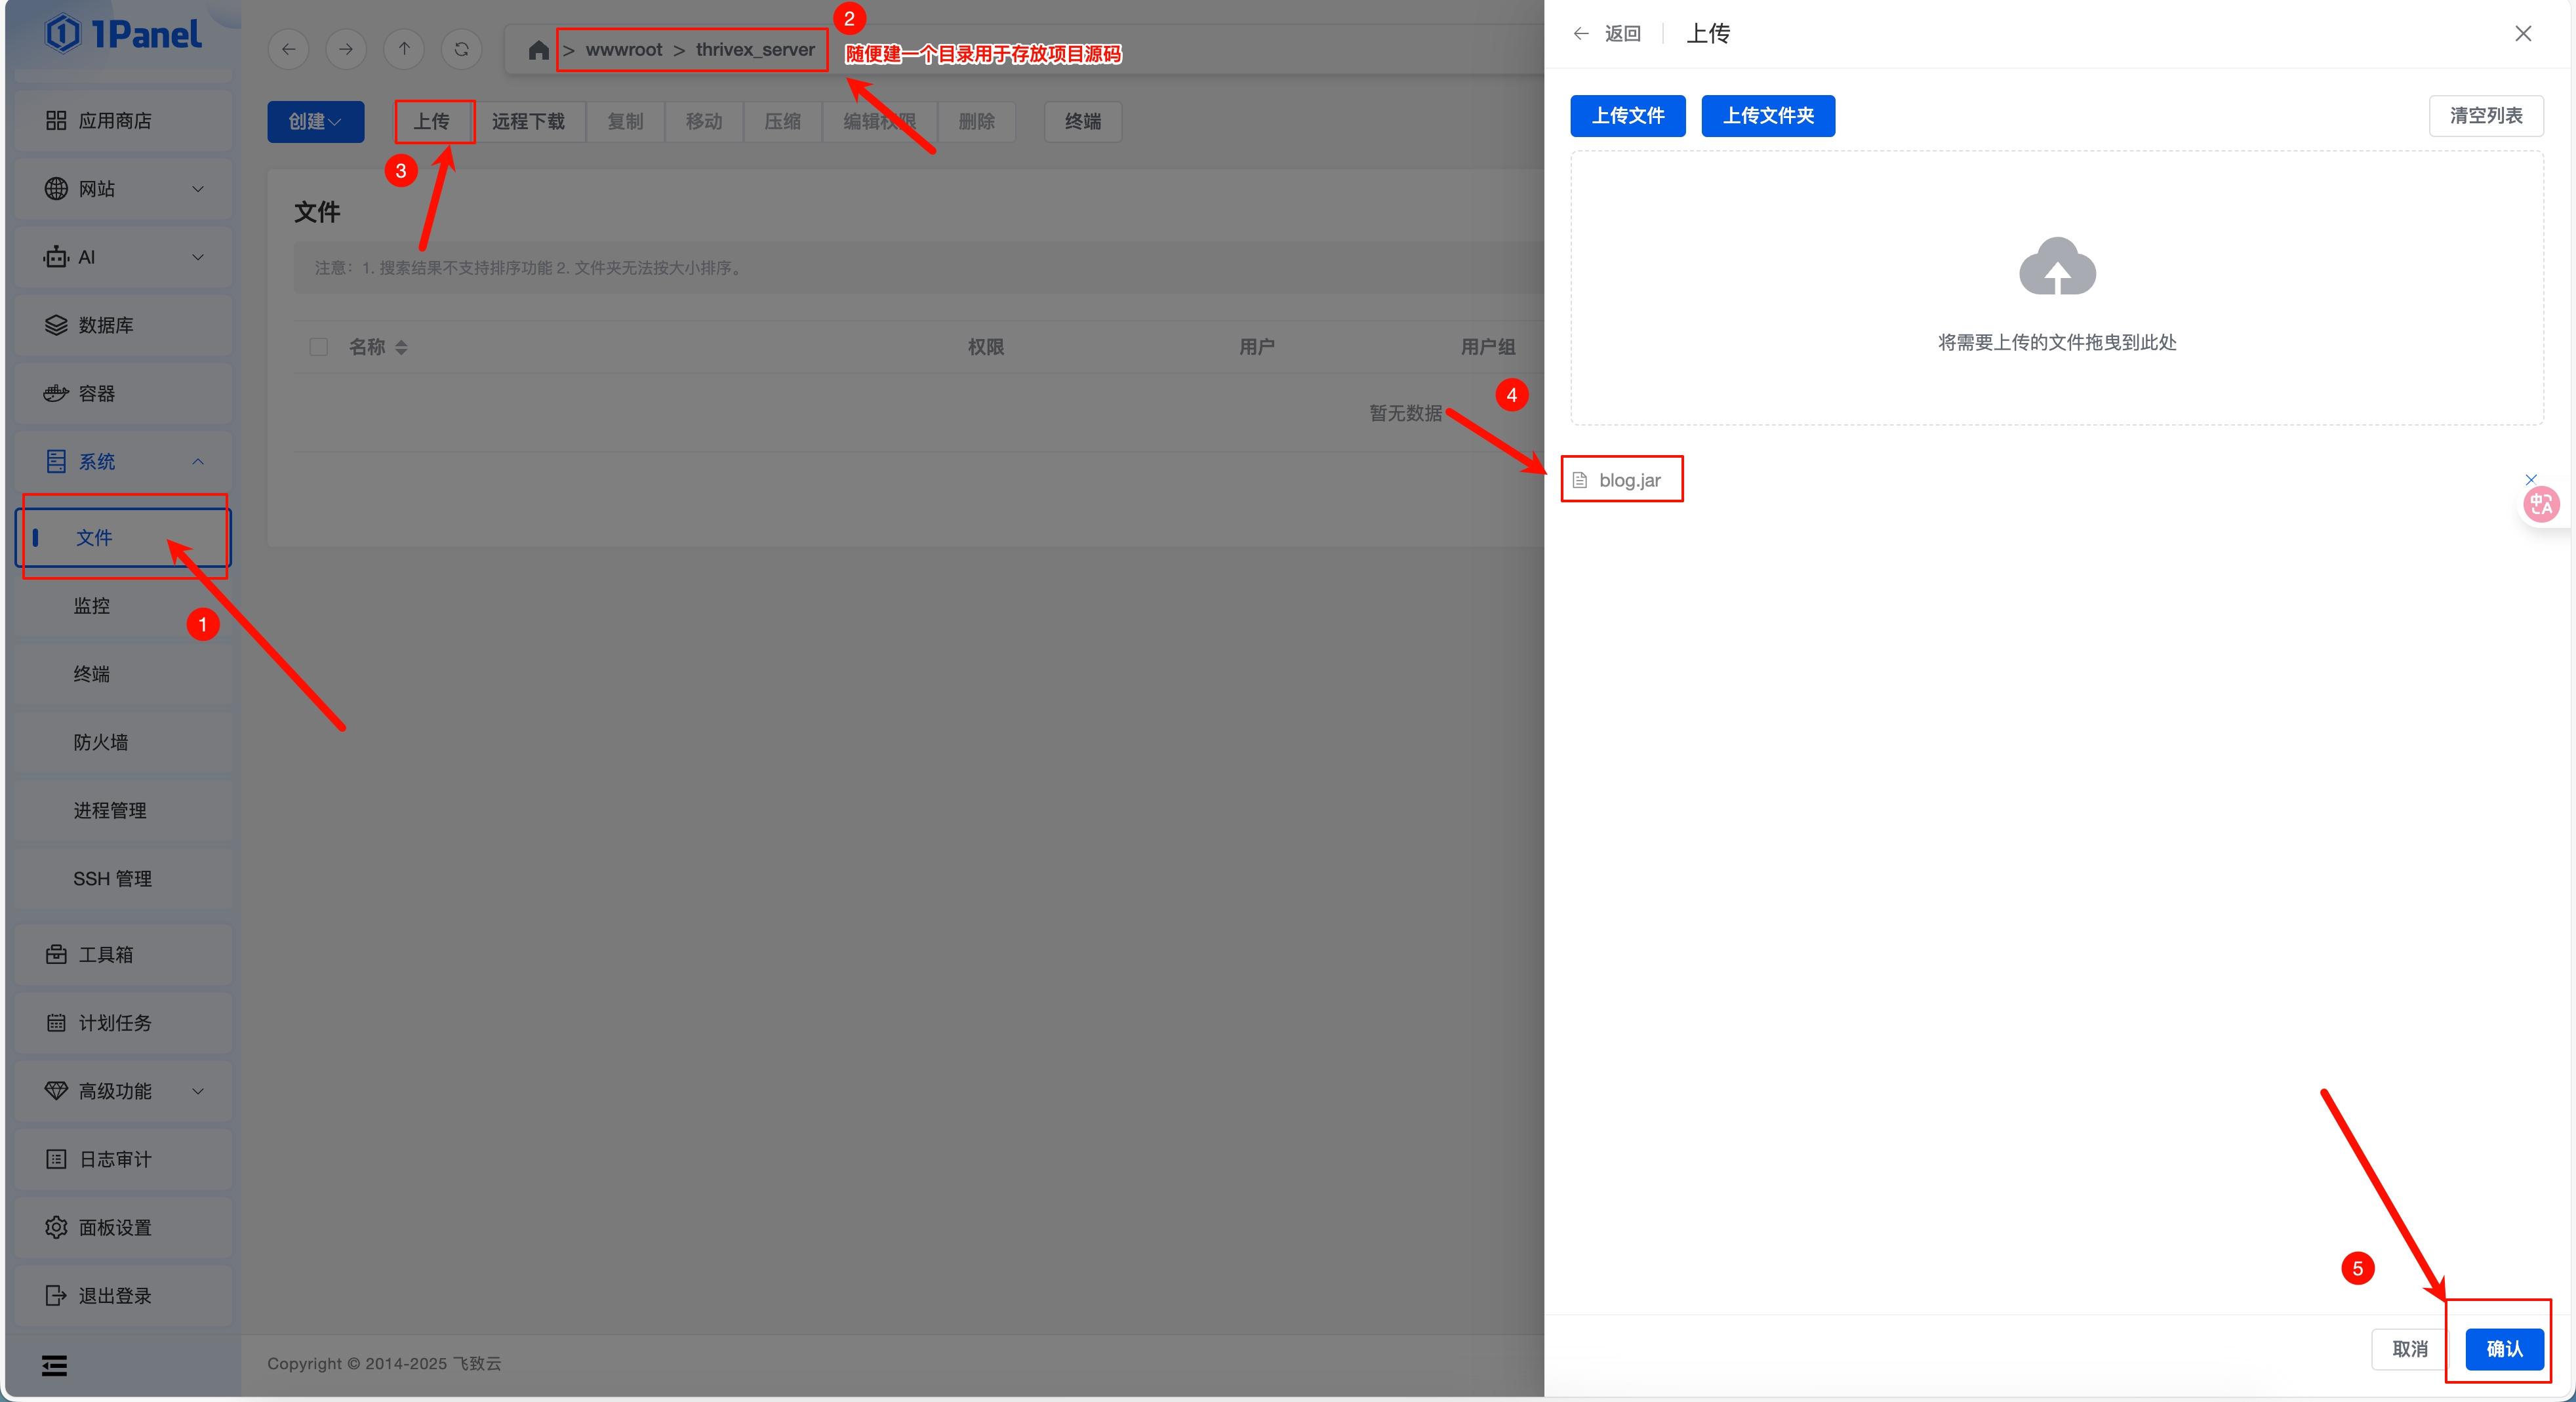 1Panel
应用商店
网站
AI
数据库
容器
系统
文件
监控
终端
防火墙
进程管理
SSH 管理
工具箱
计划任务
高级功能
日志审计
面板设置
退出登录
1
> wwwroot > thrivex_server
2
随便建一个目录用于存放项目源码
创建
上传
远程下载
复制
移动
压缩
编辑权限
删除
终端
3
文件
注意：1. 搜索结果不支持排序功能 2. 文件夹无法按大小排序。
名称
权限
用户
用户组
暂无数据
4
Copyright © 2014-2025 飞致云
返回
上传
上传文件
上传文件夹
清空列表
将需要上传的文件拖曳到此处
blog.jar
中
A
5
取消
确认